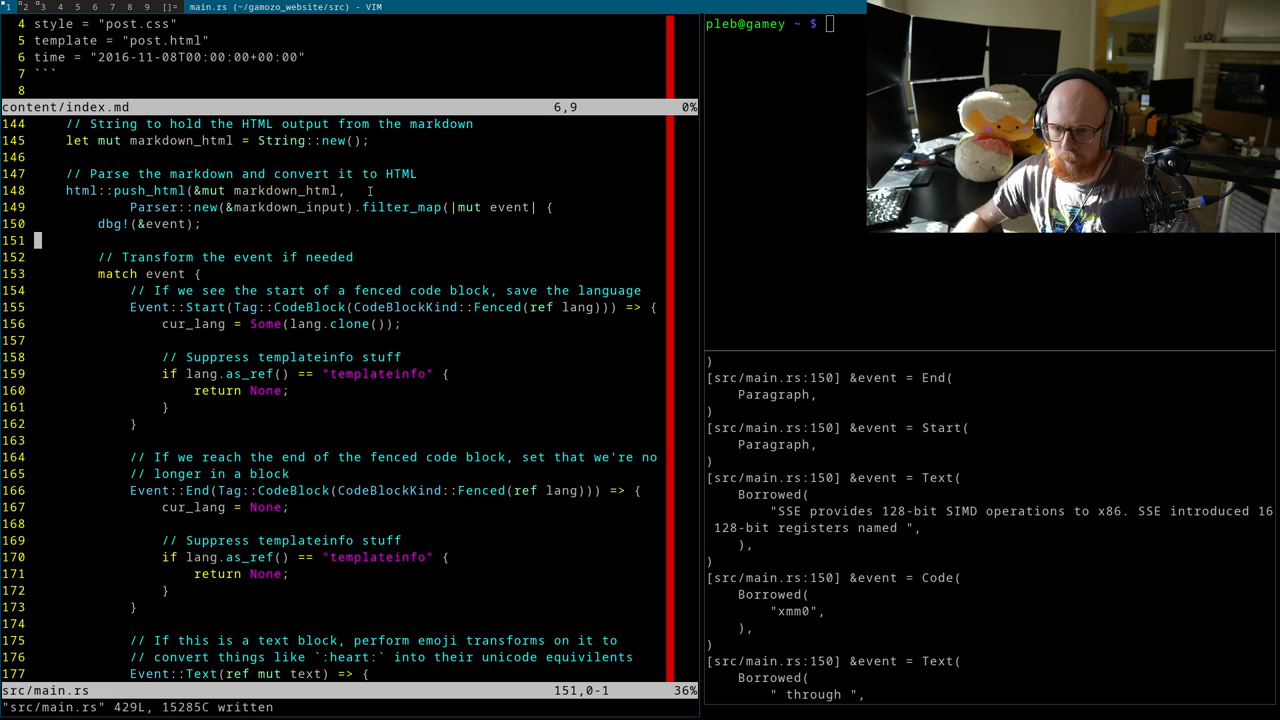 1 2 3 4 5 6 7 8 9 []= main.rs (~/gamozo_website/src) - VIM
4 style = "post.css"
5 template = "post.html"
6 time = "2016-11-08T00:00:00+00:00"
7 ```
8
content/index.md 6,9 0%
144 // String to hold the HTML output from the markdown
145 let mut markdown_html = String::new();
146
147 // Parse the markdown and convert it to HTML
148 html::push_html(&mut markdown_html,
149 Parser::new(&markdown_input).filter_map(|mut event| {
150 dbg!(&event);
151
152 // Transform the event if needed
153 match event {
154 // If we see the start of a fenced code block, save the language
155 Event::Start(Tag::CodeBlock(CodeBlockKind::Fenced(ref lang))) => {
156 cur_lang = Some(lang.clone());
157
158 // Suppress templateinfo stuff
159 if lang.as_ref() == "templateinfo" {
160 return None;
161 }
162 }
163
164 // If we reach the end of the fenced code block, set that we're no
165 // longer in a block
166 Event::End(Tag::CodeBlock(CodeBlockKind::Fenced(ref lang))) => {
167 cur_lang = None;
168
169 // Suppress templateinfo stuff
170 if lang.as_ref() == "templateinfo" {
171 return None;
172 }
173 }
174
175 // If this is a text block, perform emoji transforms on it to
176 // convert things like `:heart:` into their unicode equivilents
177 Event::Text(ref mut text) => {
src/main.rs 151,0-1 36%
"src/main.rs" 429L, 15285C written
pleb@gamey ~ $
)
[src/main.rs:150] &event = End(
Paragraph,
)
[src/main.rs:150] &event = Start(
Paragraph,
)
[src/main.rs:150] &event = Text(
Borrowed(
"SSE provides 128-bit SIMD operations to x86. SSE introduced 16
128-bit registers named ",
),
)
[src/main.rs:150] &event = Code(
Borrowed(
"xmm0",
),
)
[src/main.rs:150] &event = Text(
Borrowed(
" through ",